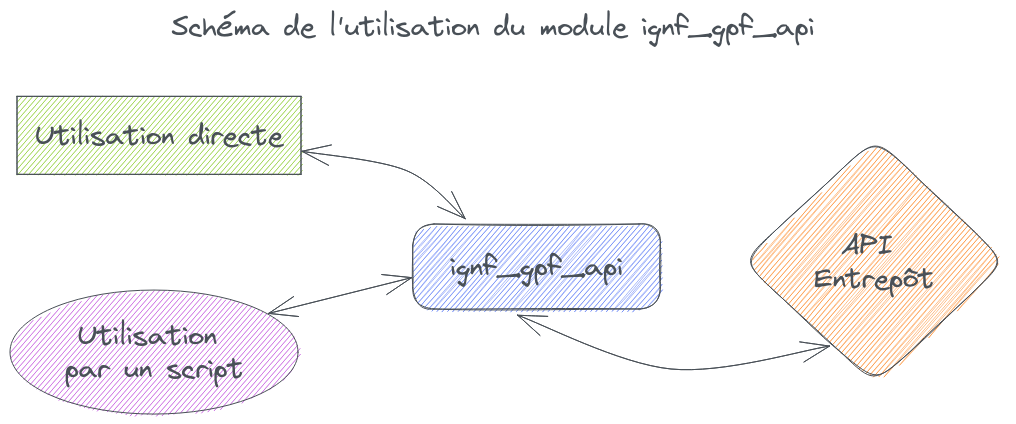 Schéma de l'utilisation du module ignf_gpf_api
Utilisation directe
ignf_gpf_api
API
Entrepôt
Utilisation
par un script